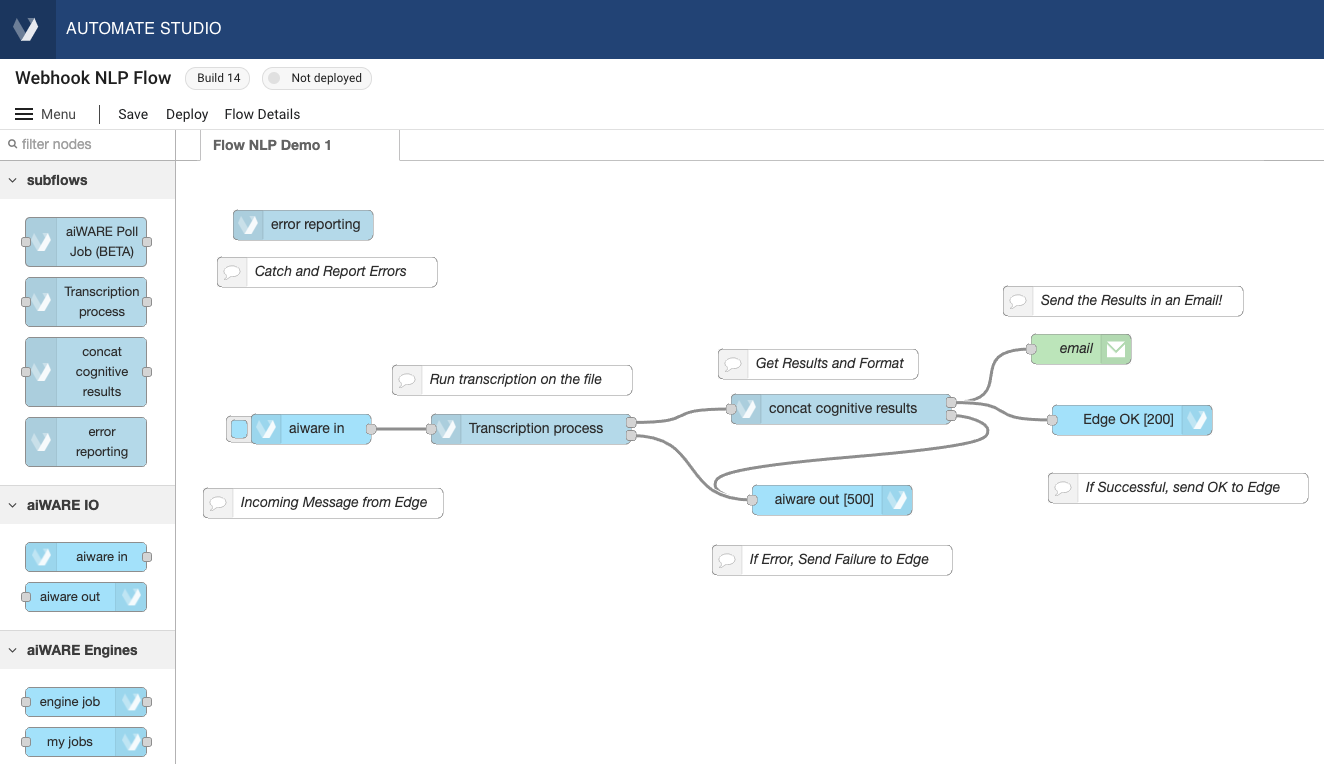 AUTOMATE STUDIO
Webhook NLP Flow
Build 14
Not deployed
Menu
Save
Deploy
Flow Details
filter nodes
Flow NLP Demo 1
subflows
aiWARE Poll
Job (BETA)
Transcription
process
concat
cognitive
results
error
reporting
aiWARE IO
aiware in
aiware out
aiWARE Engines
engine job
my jobs
error reporting
Catch and Report Errors
Send the Results in an Email!
email
Get Results and Format
Run transcription on the file
concat cognitive results
Edge OK [200]
aiware in
Transcription process
If Successful, send OK to Edge
aiware out [500]
Incoming Message from Edge
If Error, Send Failure to Edge